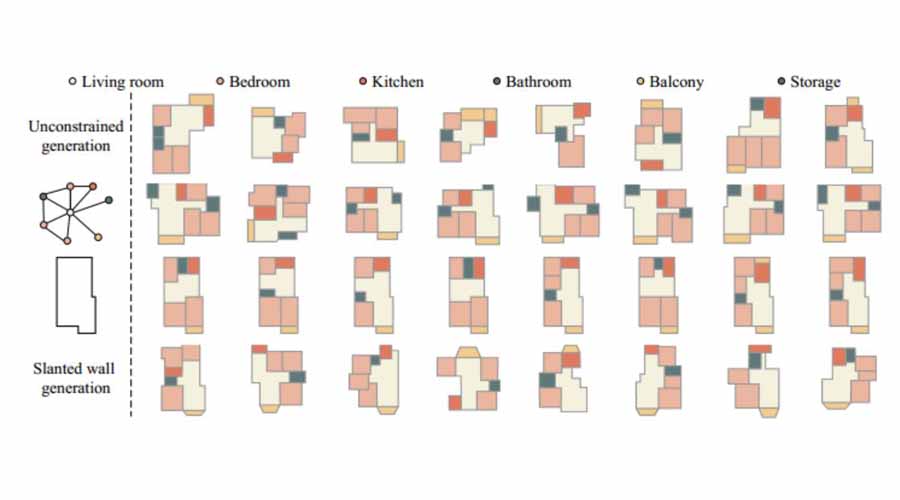 Living room Bedroom Kitchen Bathroom Balcony Storage
Unconstrained
generation
Slanted wall
generation